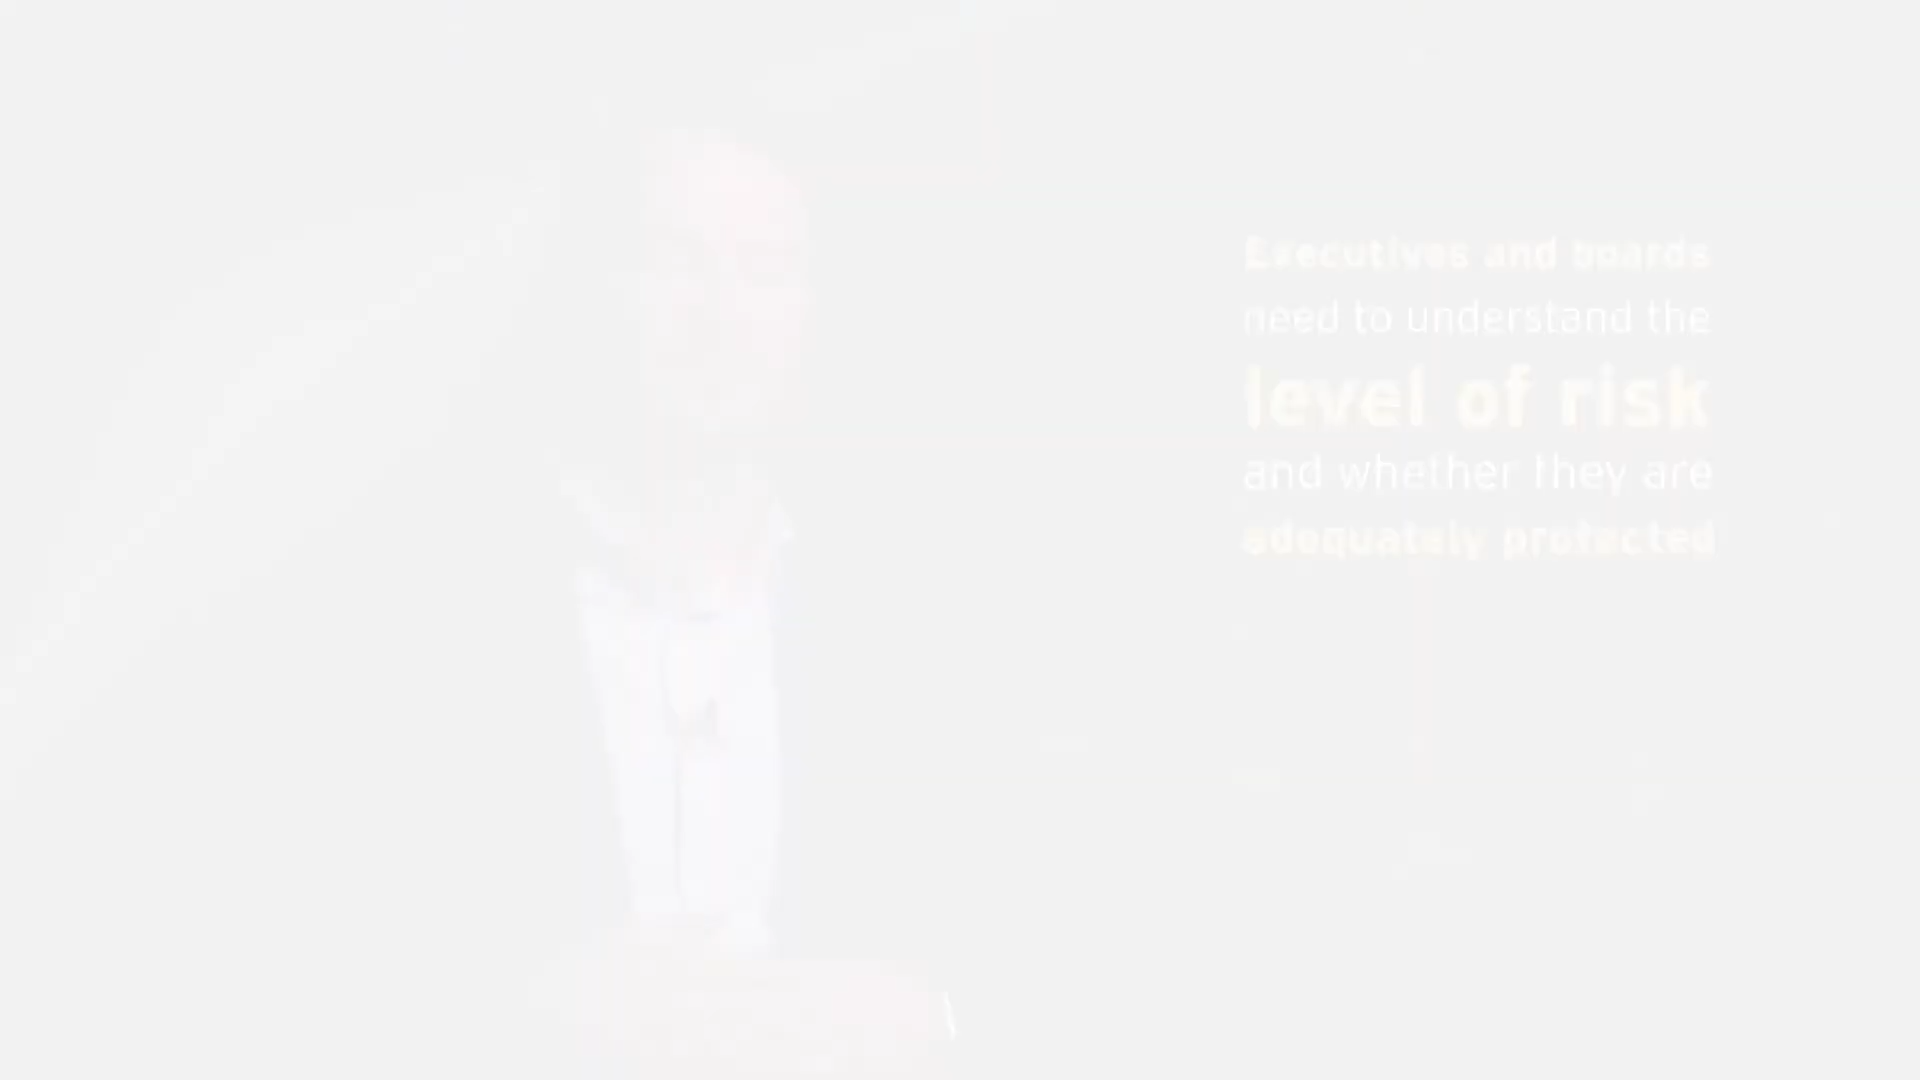 Executives and boards
need to understand the
level of risk
and whether they are
adequately protected